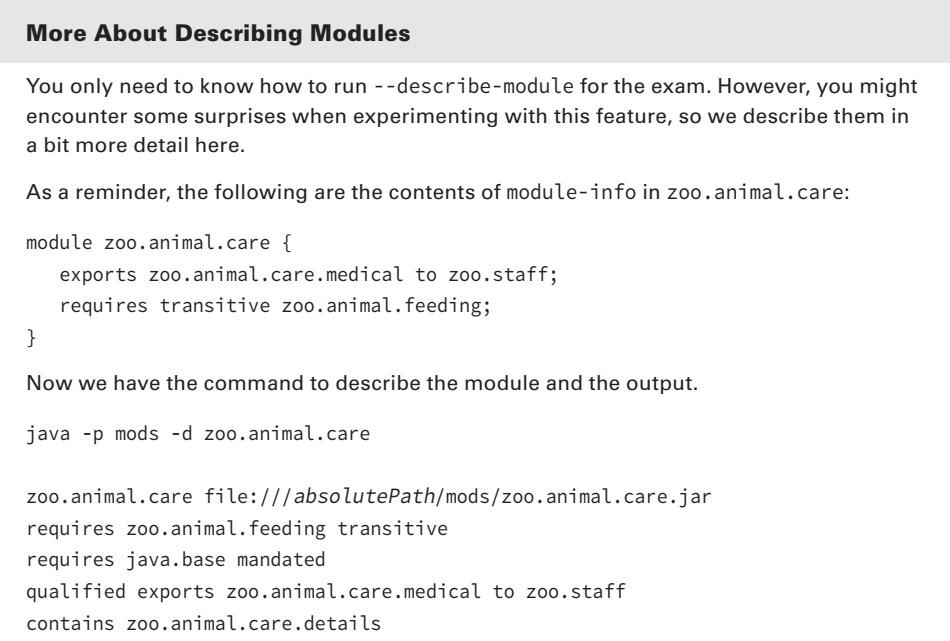 More About Describing Modules
You only need to know how to run --describe-module for the exam. However, you might
encounter some surprises when experimenting with this feature, so we describe them in
a bit more detail here.
As a reminder, the following are the contents of module-info in zoo.animal.care:
module zoo.animal.care {
   exports zoo.animal.care.medical to zoo.staff;
   requires transitive zoo.animal.feeding;
}
Now we have the command to describe the module and the output.
java -p mods -d zoo.animal.care
zoo.animal.care file:///absolutePath/mods/zoo.animal.care.jar
requires zoo.animal.feeding transitive
requires java.base mandated
qualified exports zoo.animal.care.medical to zoo.staff
contains zoo.animal.care.details